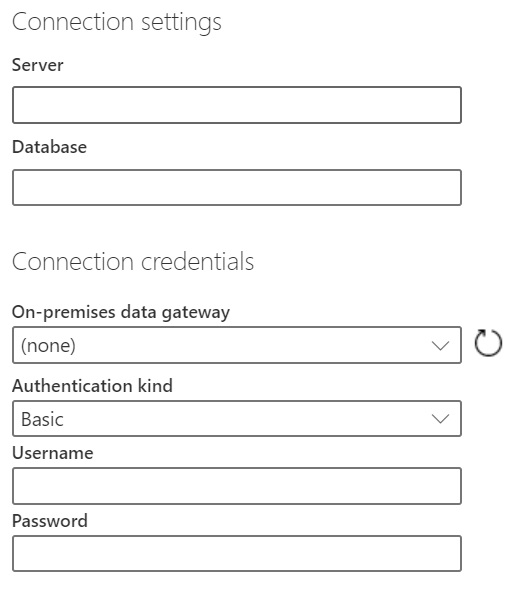 Connection settings
Server
Database
Connection credentials
On-premises data gateway
(none)
Authentication kind
Basic
Username
Password